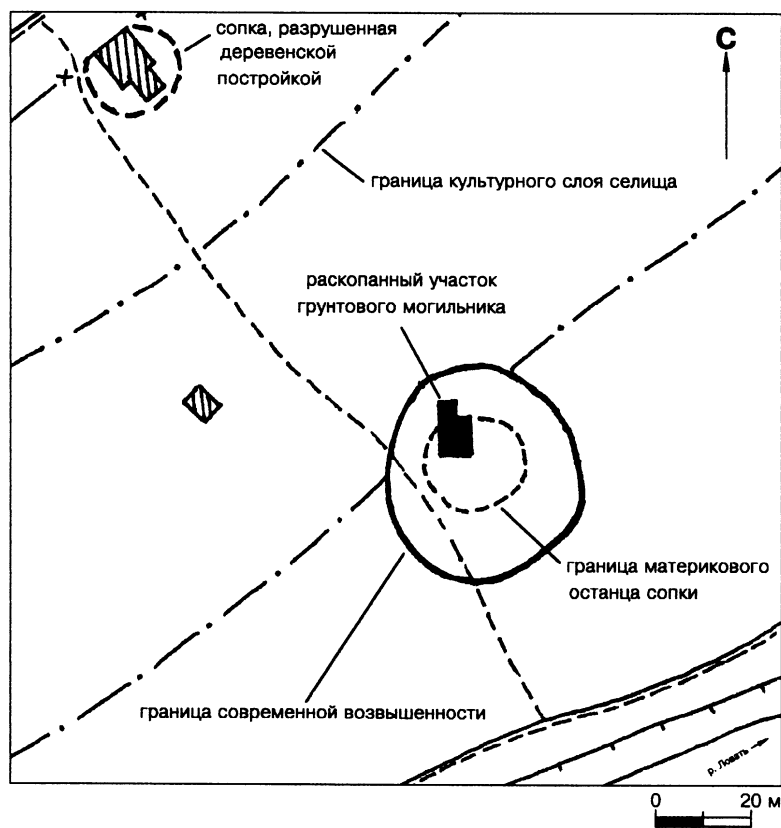 сопка, разрушенная
деревенской
постройкой
С
граница культурного слоя селища
раскопанный участок
грунтового могильника
граница материкового
останца сопки
граница современной возвышенности
р. Ловать
0 20 м